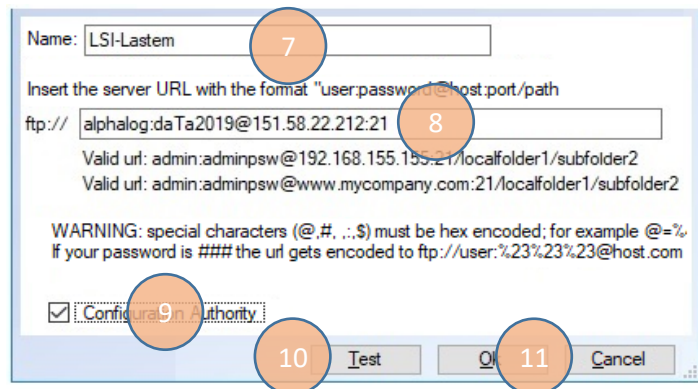 Name: LSI-Lastem 7
Insert the server URL with the format "user:password@host:port/path
ftp:// alphalog:daTa2019@151.58.22.212:21 8
Valid url: admin:adminpsw@192.168.155.155:21/localfolder1/subfolder2
Valid url: admin:adminpsw@www.mycompany.com:21/localfolder1/subfolder2
WARNING: special characters (@,#, ,:,$) must be hex encoded; for example @=%
If your password is ### the url gets encoded to ftp://user:%23%23%23@host.com
9 Configuration Authority
10 Test Ok 11 Cancel